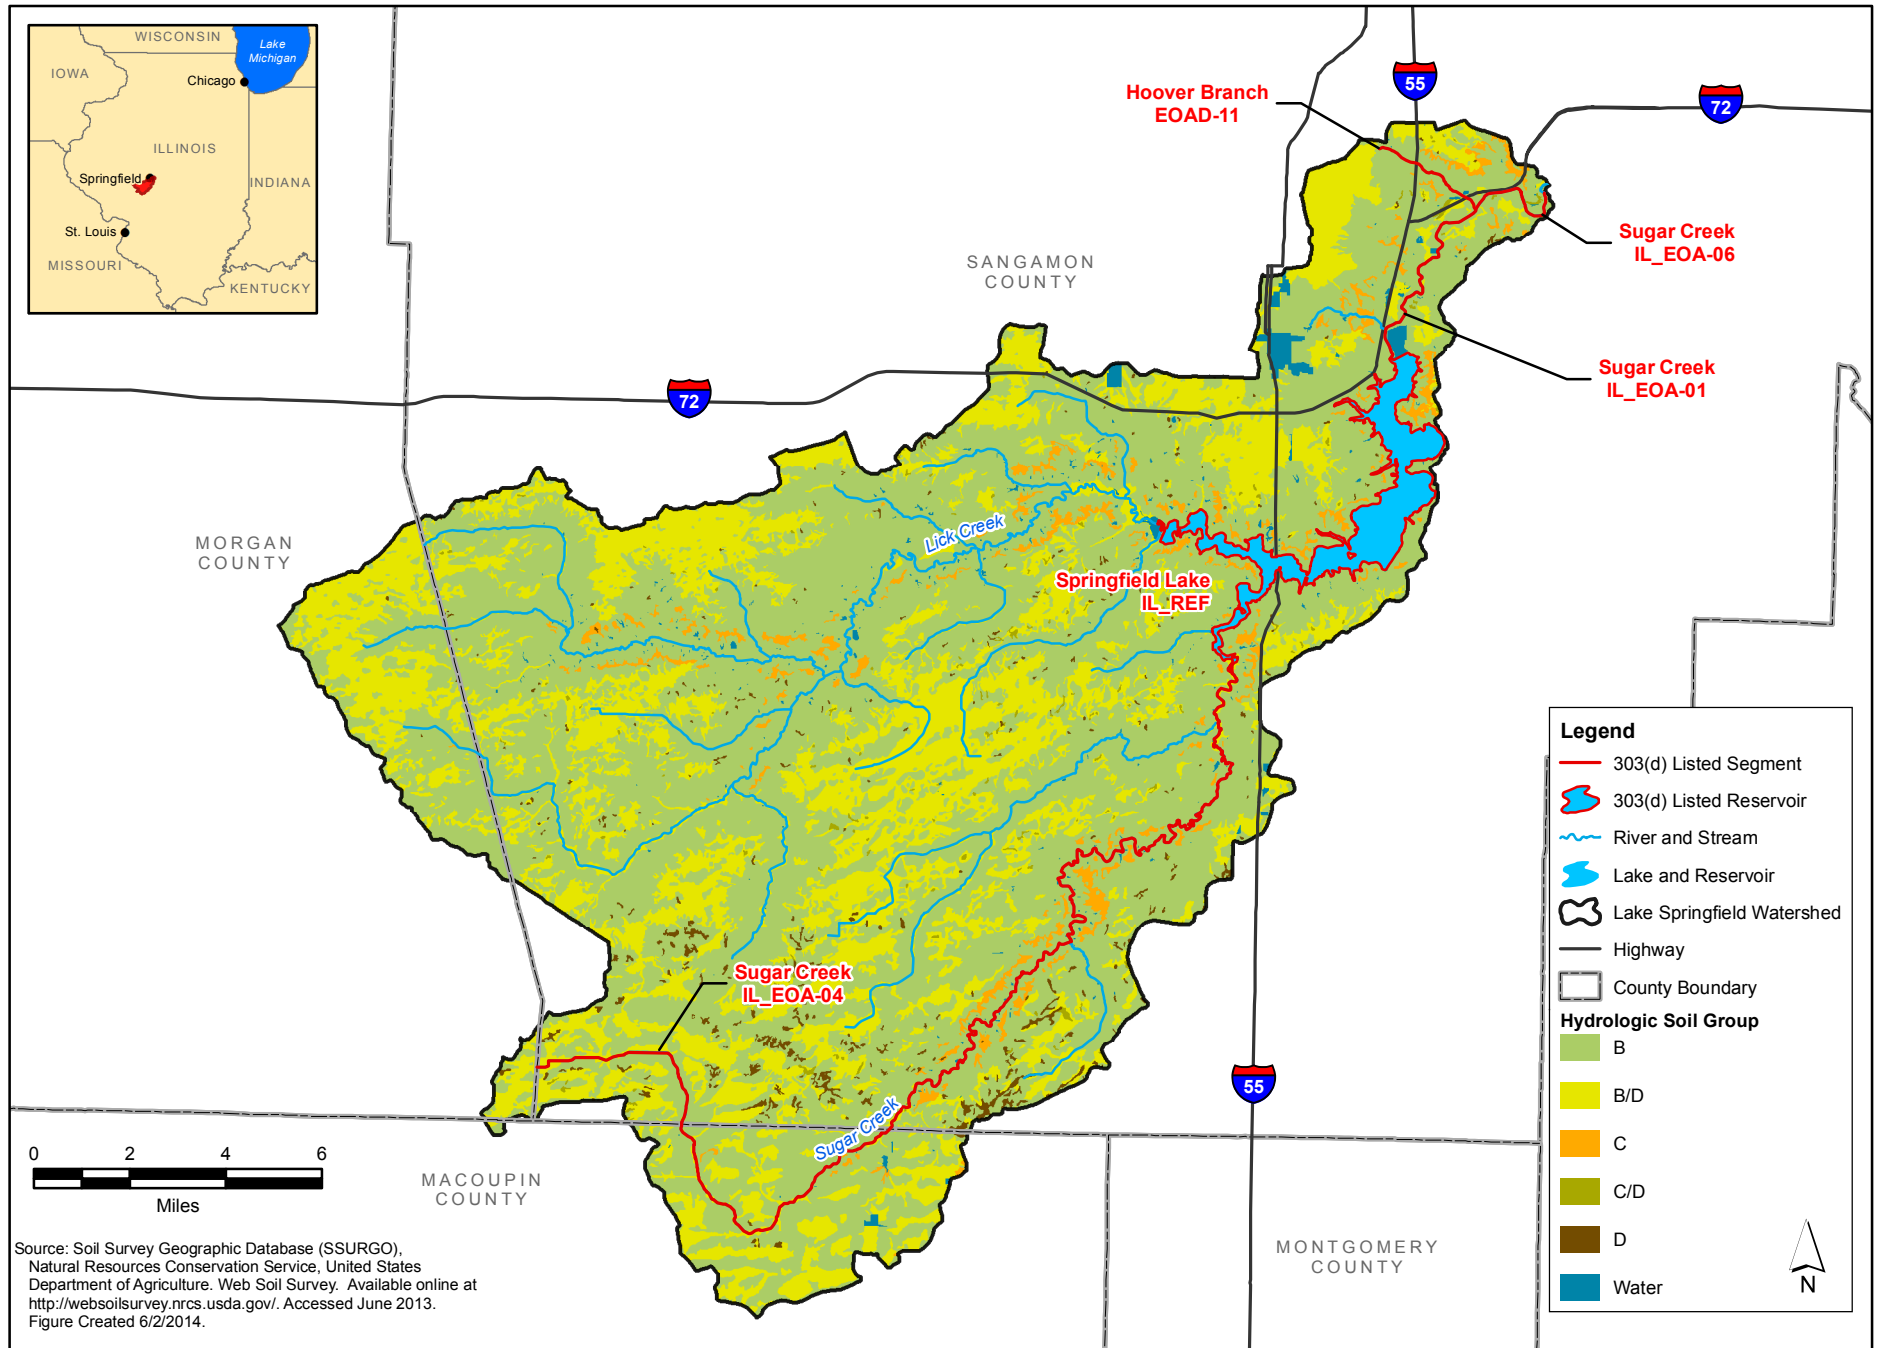 WISCONSIN
Lake
Michigan
IOWA
Chicago
ILLINOIS
Springfield
INDIANA
St. Louis
MISSOURI
KENTUCKY
55
72
Hoover Branch
EOAD-11
Sugar Creek
IL_EOA-06
SANGAMON
COUNTY
Sugar Creek
IL_EOA-01
72
MORGAN
COUNTY
Lick Creek
Springfield Lake
IL_REF
Sugar Creek
IL_EOA-04
Sugar Creek
55
MACOUPIN
COUNTY
MONTGOMERY
COUNTY
Legend
303(d) Listed Segment
303(d) Listed Reservoir
River and Stream
Lake and Reservoir
Lake Springfield Watershed
Highway
County Boundary
Hydrologic Soil Group
B
B/D
C
C/D
D
Water
N
0 2 4 6
Miles
Source: Soil Survey Geographic Database (SSURGO),
Natural Resources Conservation Service, United States
Department of Agriculture. Web Soil Survey. Available online at
http://websoilsurvey.nrcs.usda.gov/. Accessed June 2013.
Figure Created 6/2/2014.